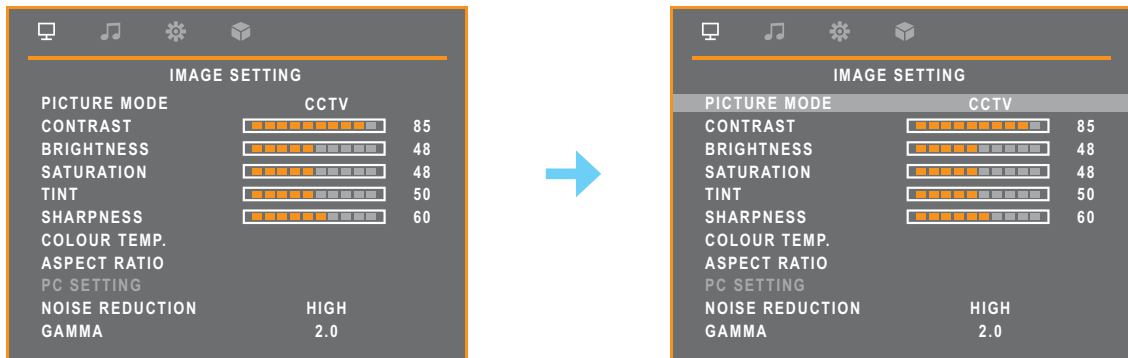 IMAGE SETTING
PICTURE MODE CCTV
CONTRAST 85
BRIGHTNESS 48
SATURATION 48
TINT 50
SHARPNESS 60
COLOUR TEMP.
ASPECT RATIO
PC SETTING
NOISE REDUCTION HIGH
GAMMA 2.0
IMAGE SETTING
PICTURE MODE CCTV
CONTRAST 85
BRIGHTNESS 48
SATURATION 48
TINT 50
SHARPNESS 60
COLOUR TEMP.
ASPECT RATIO
PC SETTING
NOISE REDUCTION HIGH
GAMMA 2.0